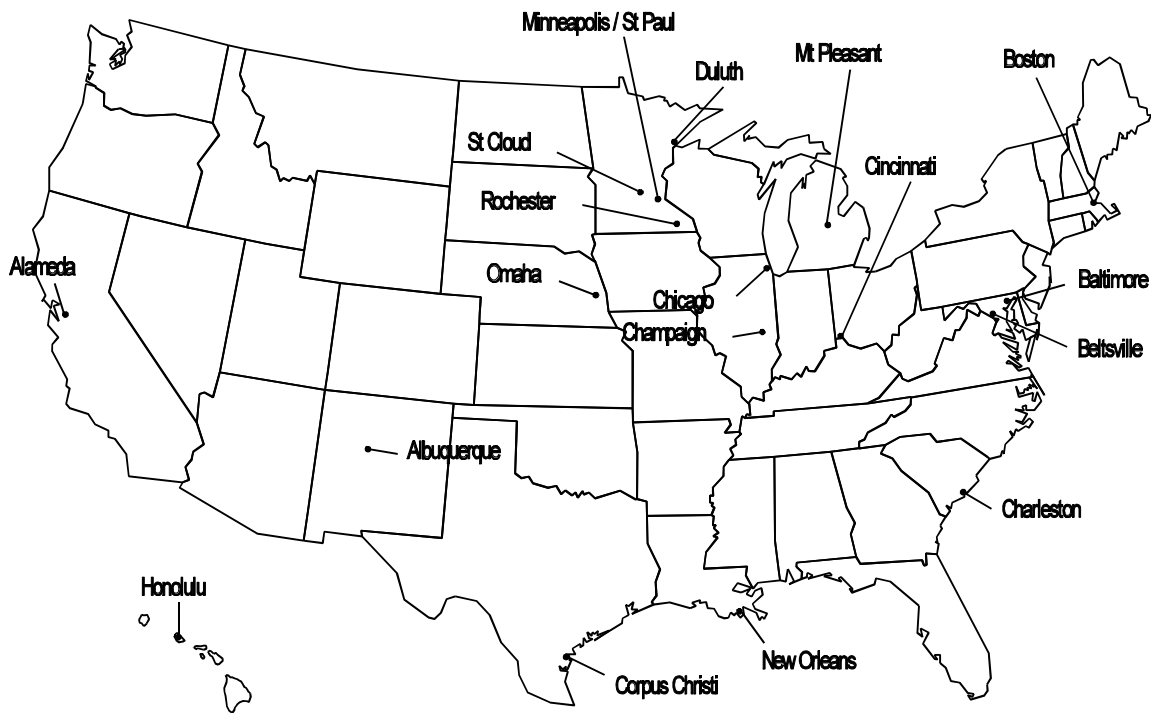 Minneapolis / St Paul
Mt Pleasant
Boston
Duluth
St Cloud
Cincinnati
Rochester
Alameda
Omaha
Baltimore
Chicago
Champaign
Beltsville
Albuquerque
Charleston
Honolulu
New Orleans
Corpus Christi